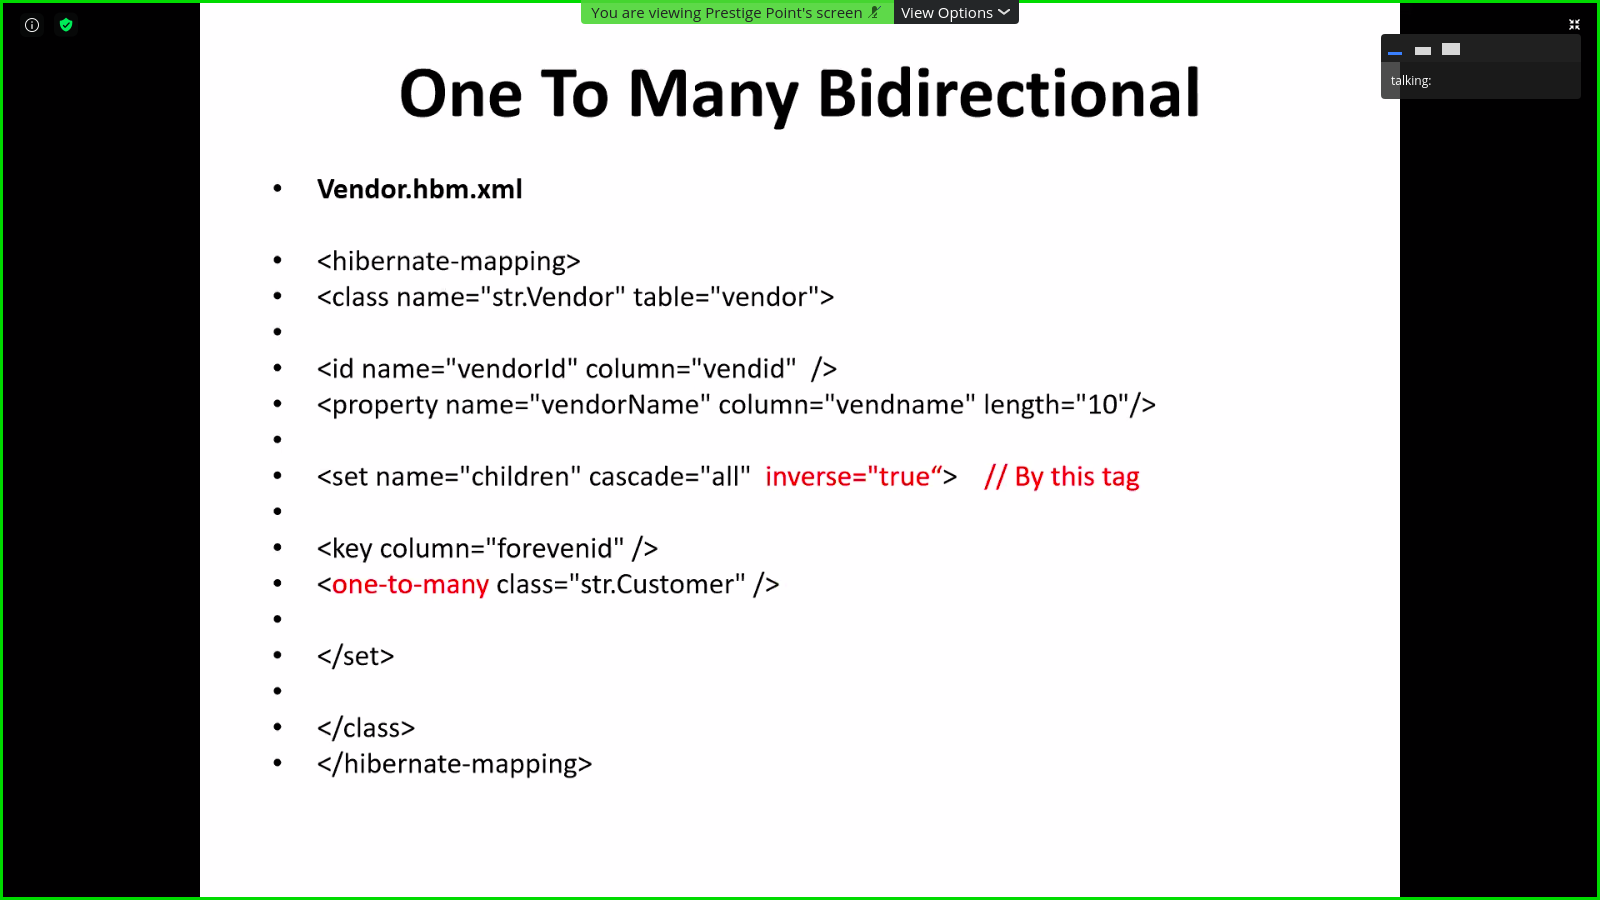 You are viewing Prestige Point's screen
View Options
talking:
One To Many Bidirectional
• Vendor.hbm.xml
• <hibernate-mapping>
• <class name="str.Vendor" table="vendor">
•
• <id name="vendorId" column="vendid"  />
• <property name="vendorName" column="vendname" length="10"/>
•
• <set name="children" cascade="all"  inverse="true“>    // By this tag
•
• <key column="forevenid" />
• <one-to-many class="str.Customer" />
•
• </set>
•
• </class>
• </hibernate-mapping>